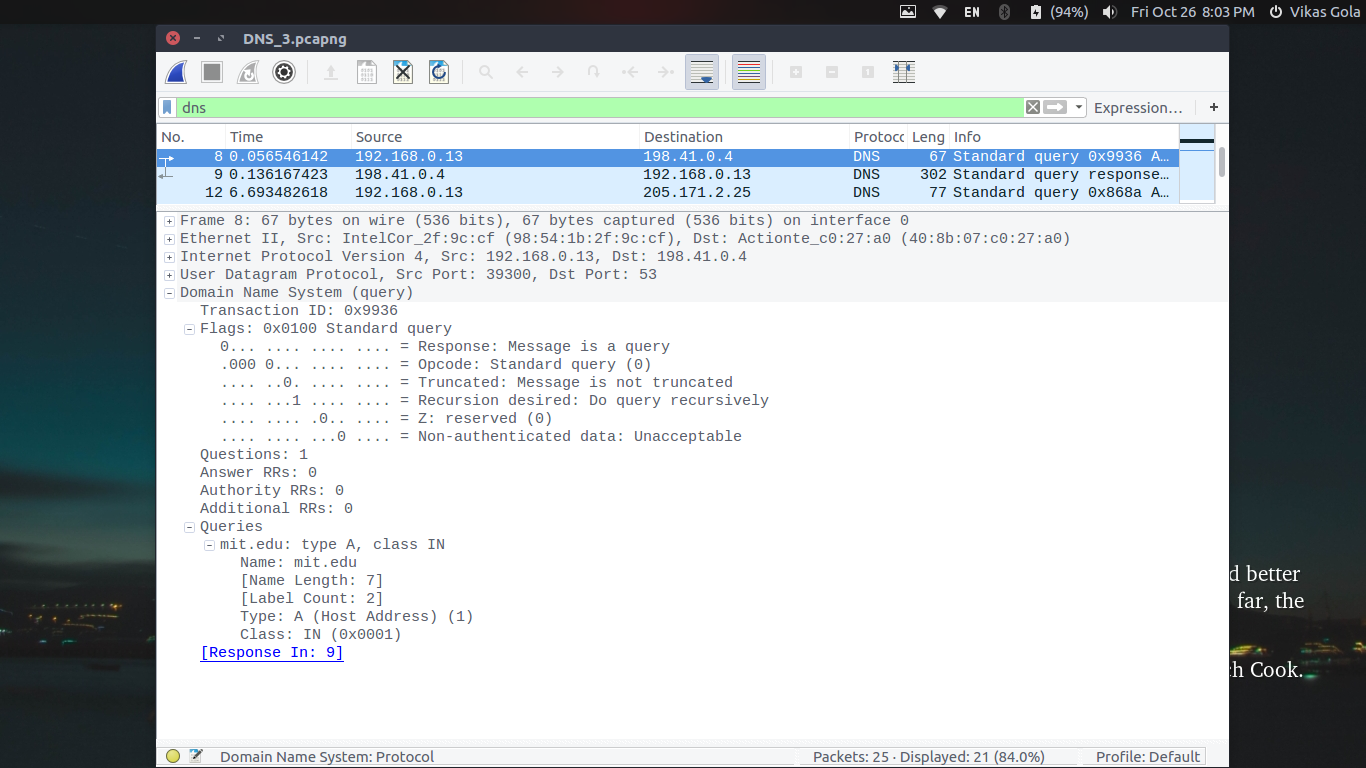 EN (94%) Fri Oct 26 8:03 PM Vikas Gola
DNS_3.pcapng
dns Expression… +
No. Time Source Destination Protoc Leng Info
8 0.056546142 192.168.0.13 198.41.0.4 DNS 67 Standard query 0x9936 A…
9 0.136167423 198.41.0.4 192.168.0.13 DNS 302 Standard query response…
12 6.693482618 192.168.0.13 205.171.2.25 DNS 77 Standard query 0x868a A…
Frame 8: 67 bytes on wire (536 bits), 67 bytes captured (536 bits) on interface 0
Ethernet II, Src: IntelCor_2f:9c:cf (98:54:1b:2f:9c:cf), Dst: Actionte_c0:27:a0 (40:8b:07:c0:27:a0)
Internet Protocol Version 4, Src: 192.168.0.13, Dst: 198.41.0.4
User Datagram Protocol, Src Port: 39300, Dst Port: 53
Domain Name System (query)
Transaction ID: 0x9936
Flags: 0x0100 Standard query
0... .... .... .... = Response: Message is a query
.000 0... .... .... = Opcode: Standard query (0)
.... ..0. .... .... = Truncated: Message is not truncated
.... ...1 .... .... = Recursion desired: Do query recursively
.... .... .0.. .... = Z: reserved (0)
.... .... ...0 .... = Non-authenticated data: Unacceptable
Questions: 1
Answer RRs: 0
Authority RRs: 0
Additional RRs: 0
Queries
mit.edu: type A, class IN
Name: mit.edu
[Name Length: 7]
[Label Count: 2]
Type: A (Host Address) (1)
Class: IN (0x0001)
[Response In: 9]
better
far, the
Cook.
Domain Name System: Protocol Packets: 25 · Displayed: 21 (84.0%) Profile: Default